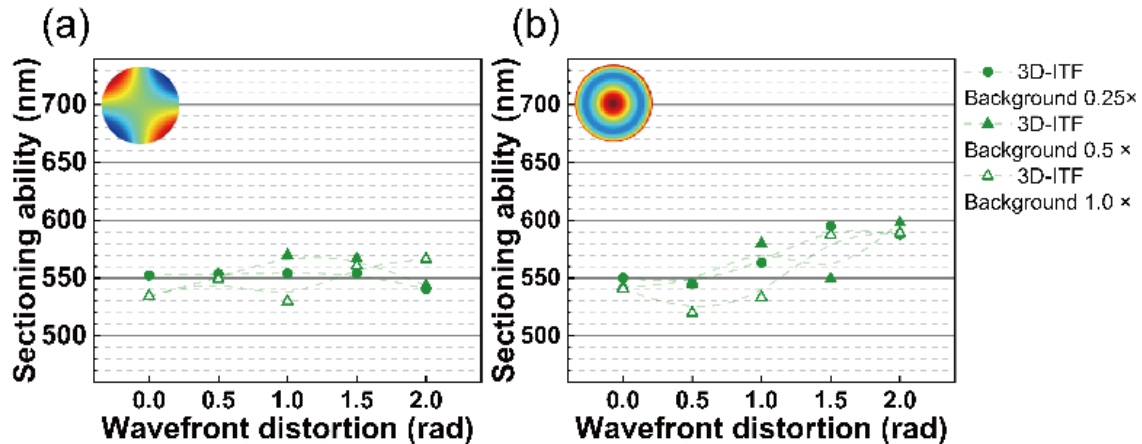 (a)
(b)
Sectioning ability (nm)
700
650
600
550
500
0.0 0.5 1.0 1.5 2.0
Wavefront distortion (rad)
Sectioning ability (nm)
700
650
600
550
500
0.0 0.5 1.0 1.5 2.0
Wavefront distortion (rad)
3D-ITF
Background 0.25×
3D-ITF
Background 0.5 ×
3D-ITF
Background 1.0 ×